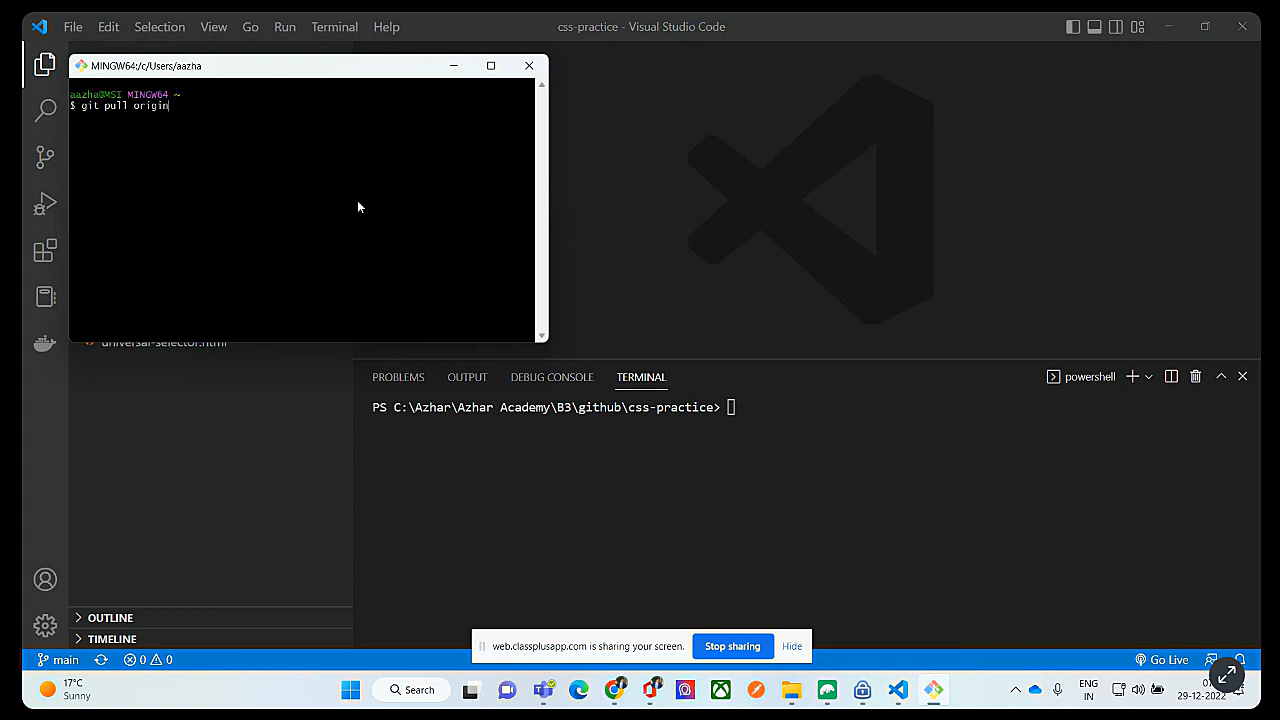 File Edit Selection View Go Run Terminal Help css-practice - Visual Studio Code
MINGW64:/c/Users/aazha
aazha@MSI MINGW64 ~
$ git pull origin
universal-selector.html
PROBLEMS OUTPUT DEBUG CONSOLE TERMINAL powershell
PS C:\Azhar\Azhar Academy\B3\github\css-practice>
OUTLINE
TIMELINE
web.classplusapp.com is sharing your screen. Stop sharing Hide
main 0 0 Go Live
17°C
Sunny
Search
ENG
IN
29-12-2022